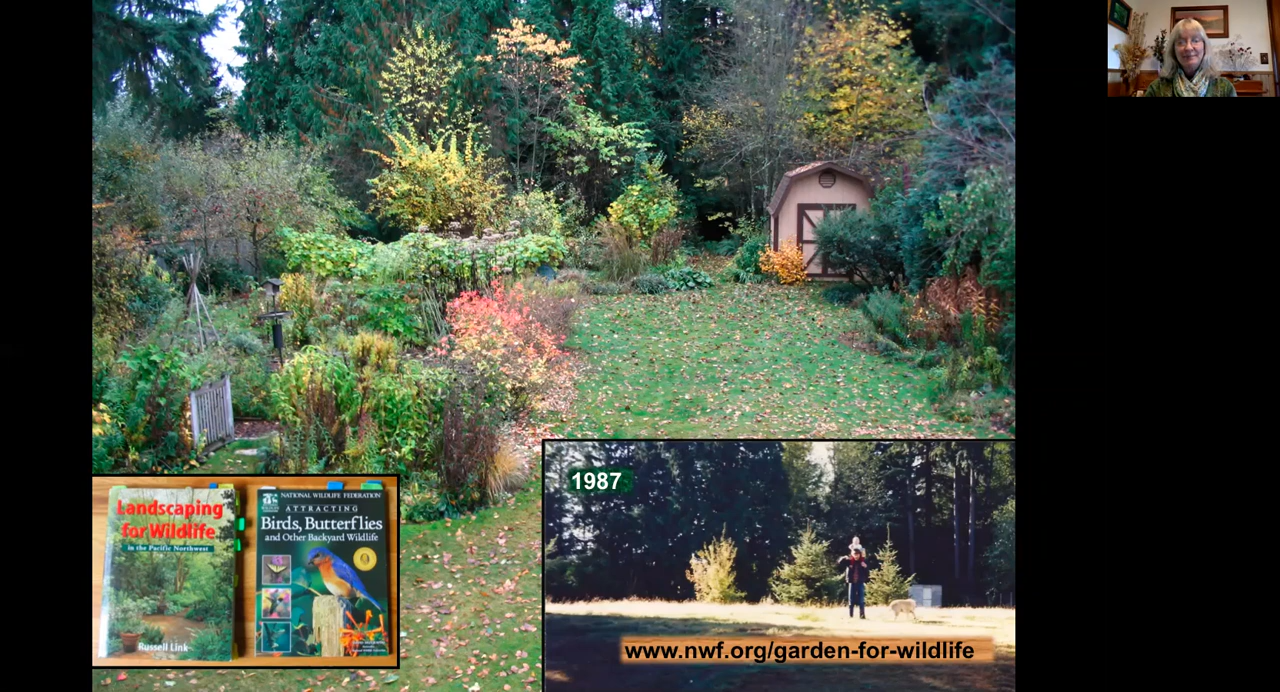 Landscaping
for Wildlife
in the Pacific Northwest
Russell Link
NATIONAL WILDLIFE FEDERATION
ATTRACTING
Birds, Butterflies
and Other Backyard Wildlife
1987
www.nwf.org/garden-for-wildlife